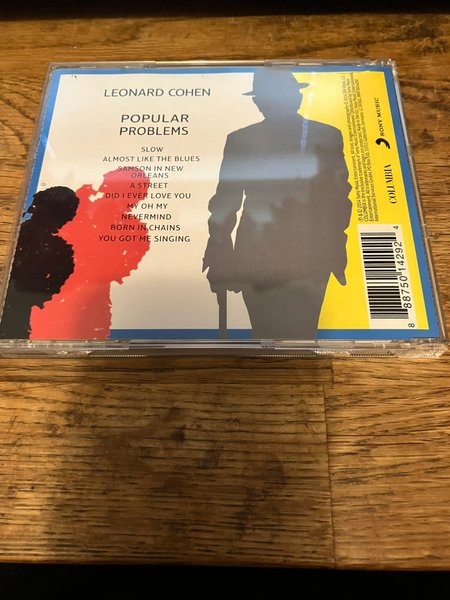 LEONARD COHEN
POPULAR
PROBLEMS
SLOW
ALMOST LIKE THE BLUES
SAMSON IN NEW
ORLEANS
A STREET
DID I EVER LOVE YOU
MY OH MY
NEVERMIND
BORN IN CHAINS
YOU GOT ME SINGING
SONY MUSIC
COLUMBIA
8 88750 14292 4